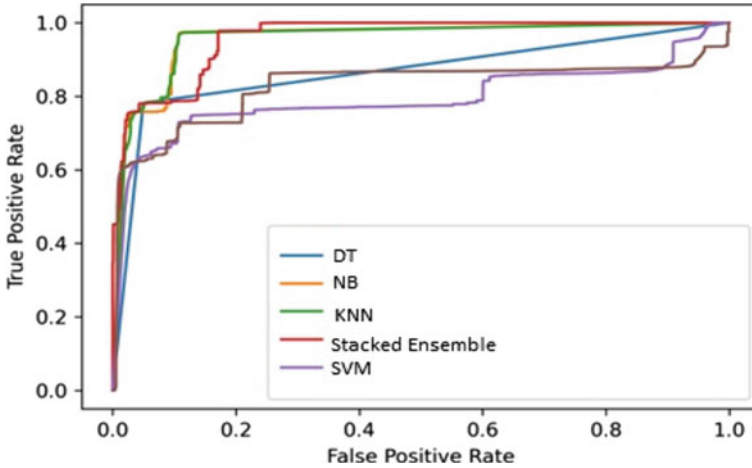 True Positive Rate
1.0
0.8
0.6
0.4
0.2
0.0
DT
NB
KNN
Stacked Ensemble
SVM
0.0 0.2 0.4 0.6 0.8 1.0
False Positive Rate